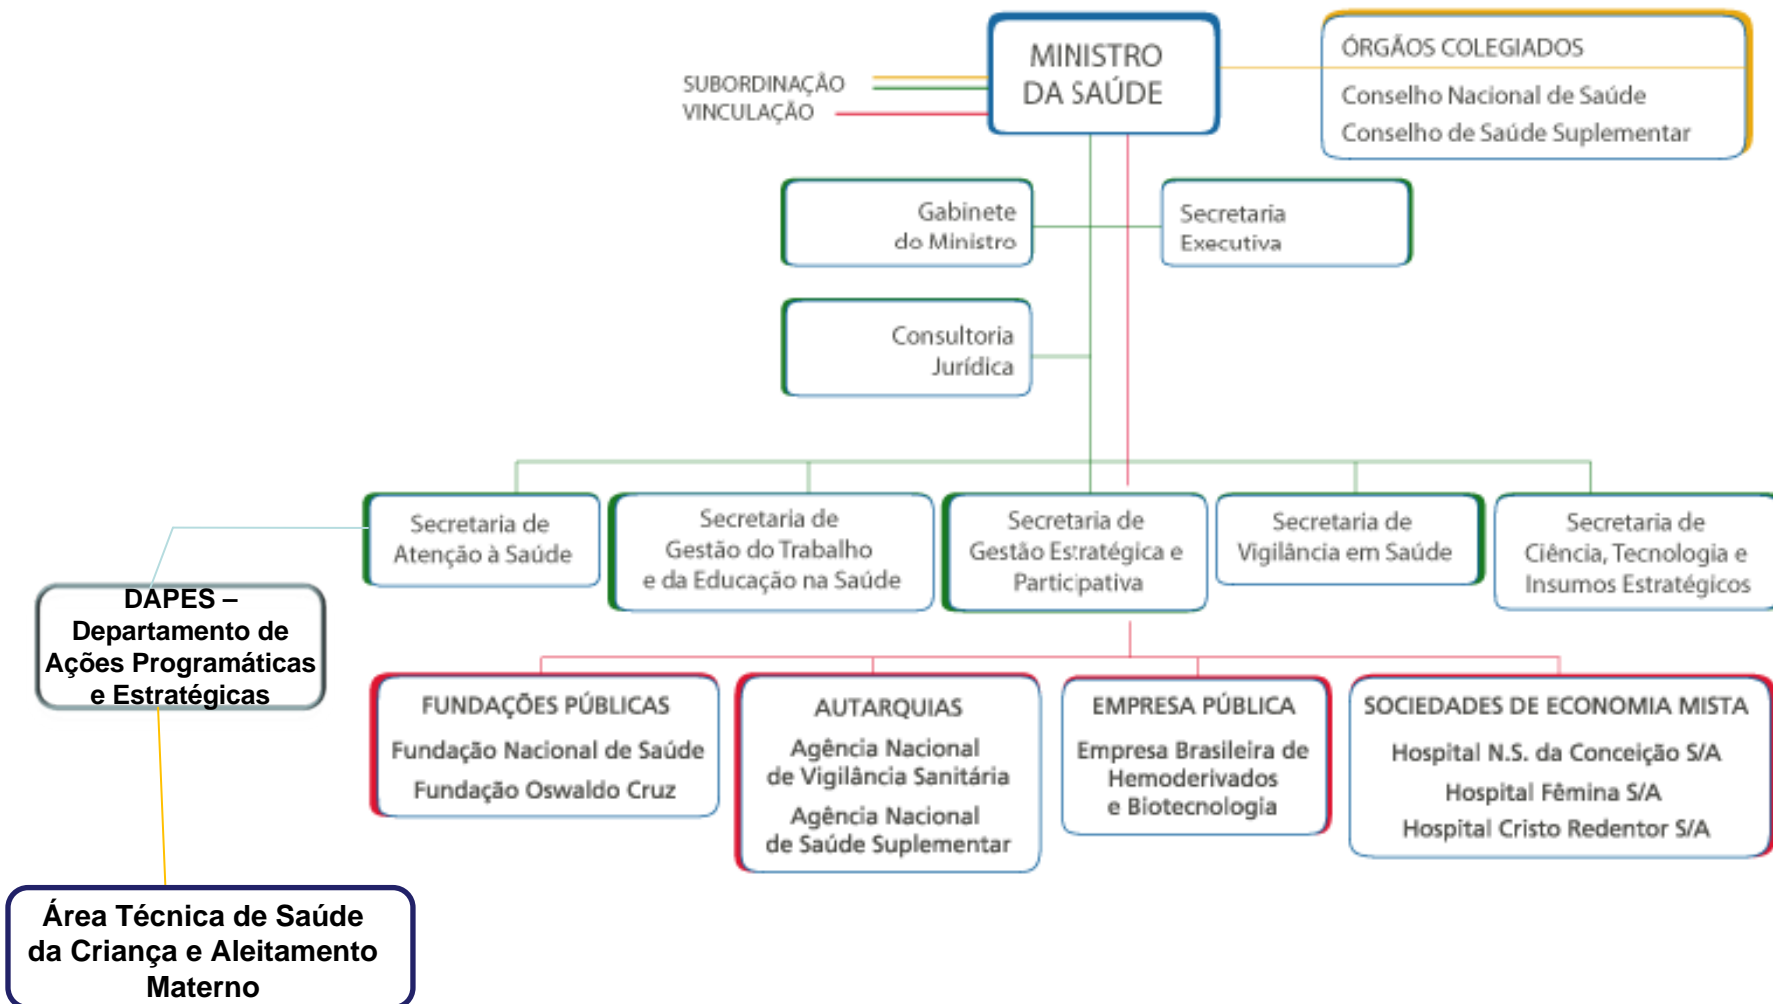 MINISTRO
DA SAÚDE
ÓRGÃOS COLEGIADOS
Conselho Nacional de Saúde
Conselho de Saúde Suplementar
SUBORDINAÇÃO
VINCULAÇÃO
Gabinete
do Ministro
Secretaria
Executiva
Consultoria
Jurídica
Secretaria de
Atenção à Saúde
Secretaria de
Gestão do Trabalho
e da Educação na Saúde
Secretaria de
Gestão Estratégica e
Participativa
Secretaria de
Vigilância em Saúde
Secretaria de
Ciência, Tecnologia e
Insumos Estratégicos
DAPES –
Departamento de
Ações Programáticas
e Estratégicas
FUNDAÇÕES PÚBLICAS
Fundação Nacional de Saúde
Fundação Oswaldo Cruz
AUTARQUIAS
Agência Nacional
de Vigilância Sanitária
Agência Nacional
de Saúde Suplementar
EMPRESA PÚBLICA
Empresa Brasileira de
Hemoderivados
e Biotecnologia
SOCIEDADES DE ECONOMIA MISTA
Hospital N.S. da Conceição S/A
Hospital Fêmina S/A
Hospital Cristo Redentor S/A
Área Técnica de Saúde
da Criança e Aleitamento
Materno